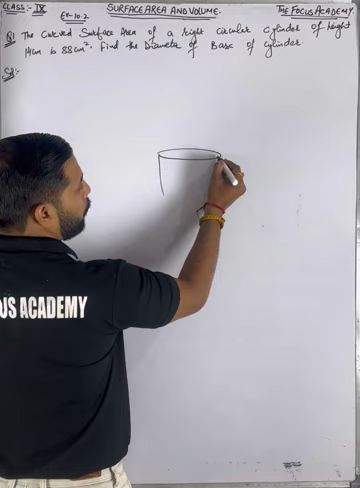 CLASS:- IX
SURFACE AREA AND VOLUME.
THE FOCUS ACADEMY
Ex-10.2
Q1 The Curved Surface Area of a right circular cylinder of height
14cm is 88cm². Find the Diameter of Base of cylinder.
Sol:
US ACADEMY